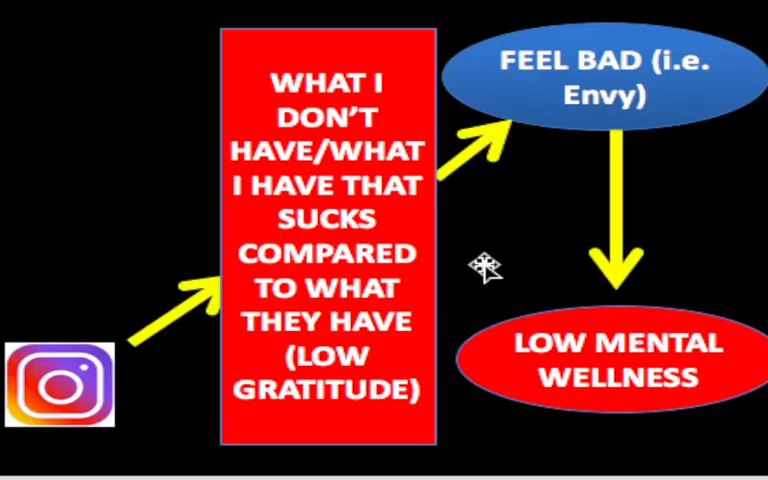 WHAT I
DON'T
HAVE/WHAT
I HAVE THAT
SUCKS
COMPARED
TO WHAT
THEY HAVE
(LOW
GRATITUDE)
FEEL BAD (i.e.
Envy)
LOW MENTAL
WELLNESS